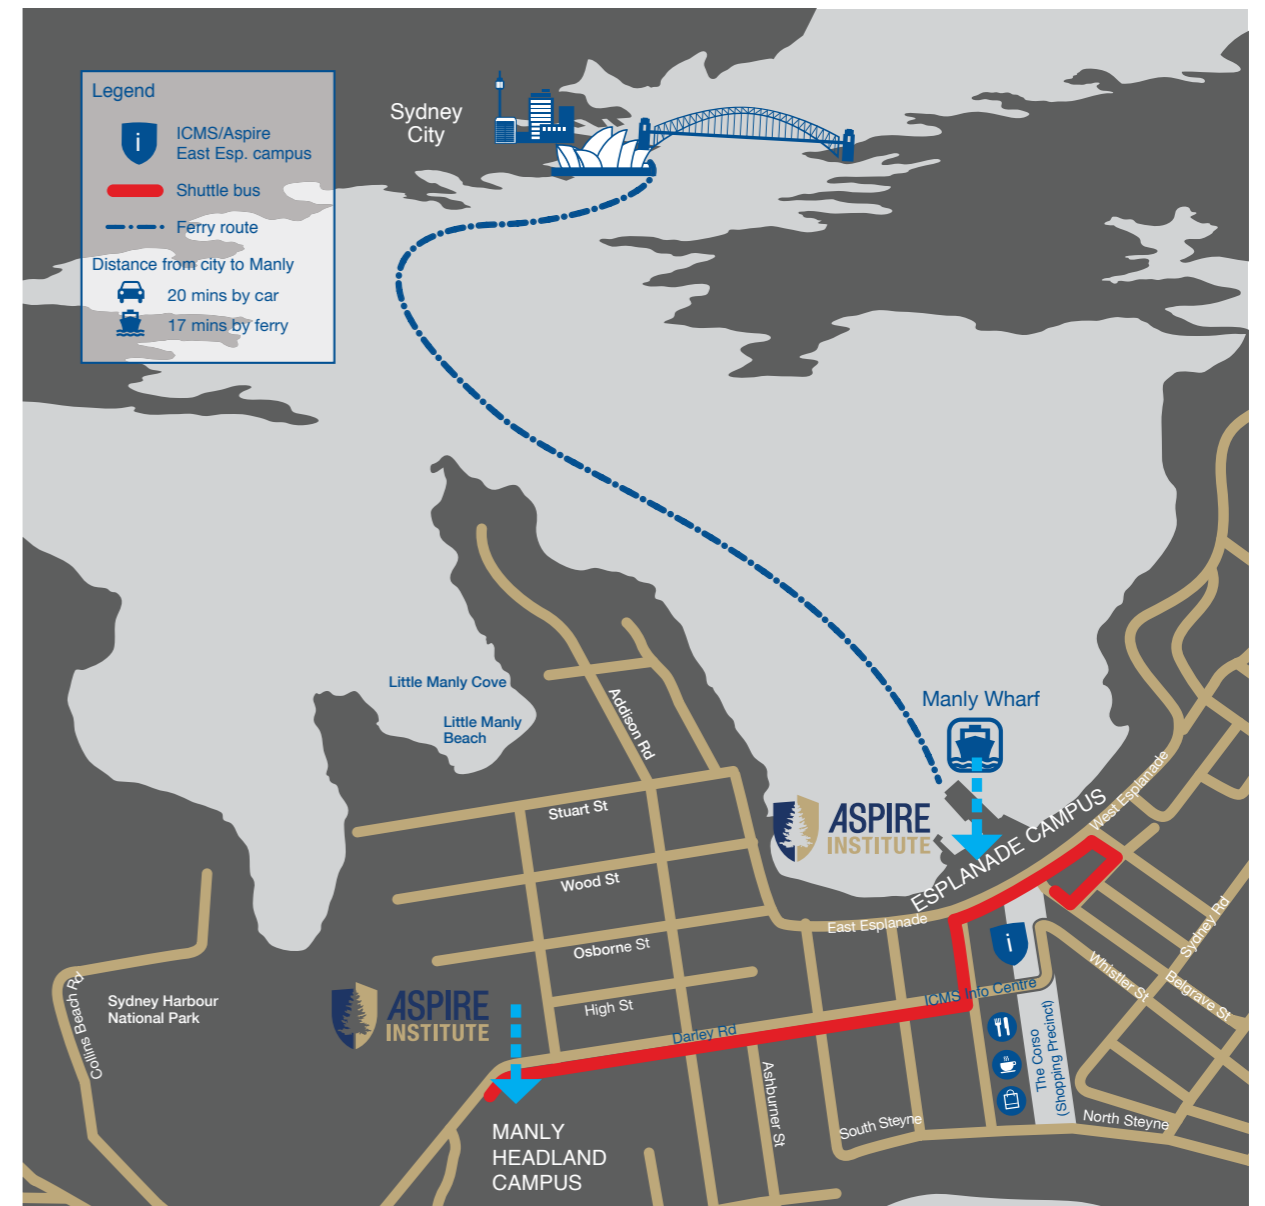 Legend
i
ICMS/Aspire
East Esp. campus
Shuttle bus
Ferry route
Distance from city to Manly
20 mins by car
17 mins by ferry
Sydney
City
Little Manly Cove
Little Manly
Beach
Addison Rd
Manly Wharf
ASPIRE
INSTITUTE
ESPLANADE CAMPUS
West Esplanade
Stuart St
Wood St
Osborne St
High St
East Esplanade
i
Sydney Rd
Whistler St
Belgrave St
ICMS Info Centre
Collins Beach Rd
Sydney Harbour
National Park
ASPIRE
INSTITUTE
Darley Rd
Ashburner St
The Corso
(Shopping Precinct)
South Steyne
North Steyne
MANLY
HEADLAND
CAMPUS